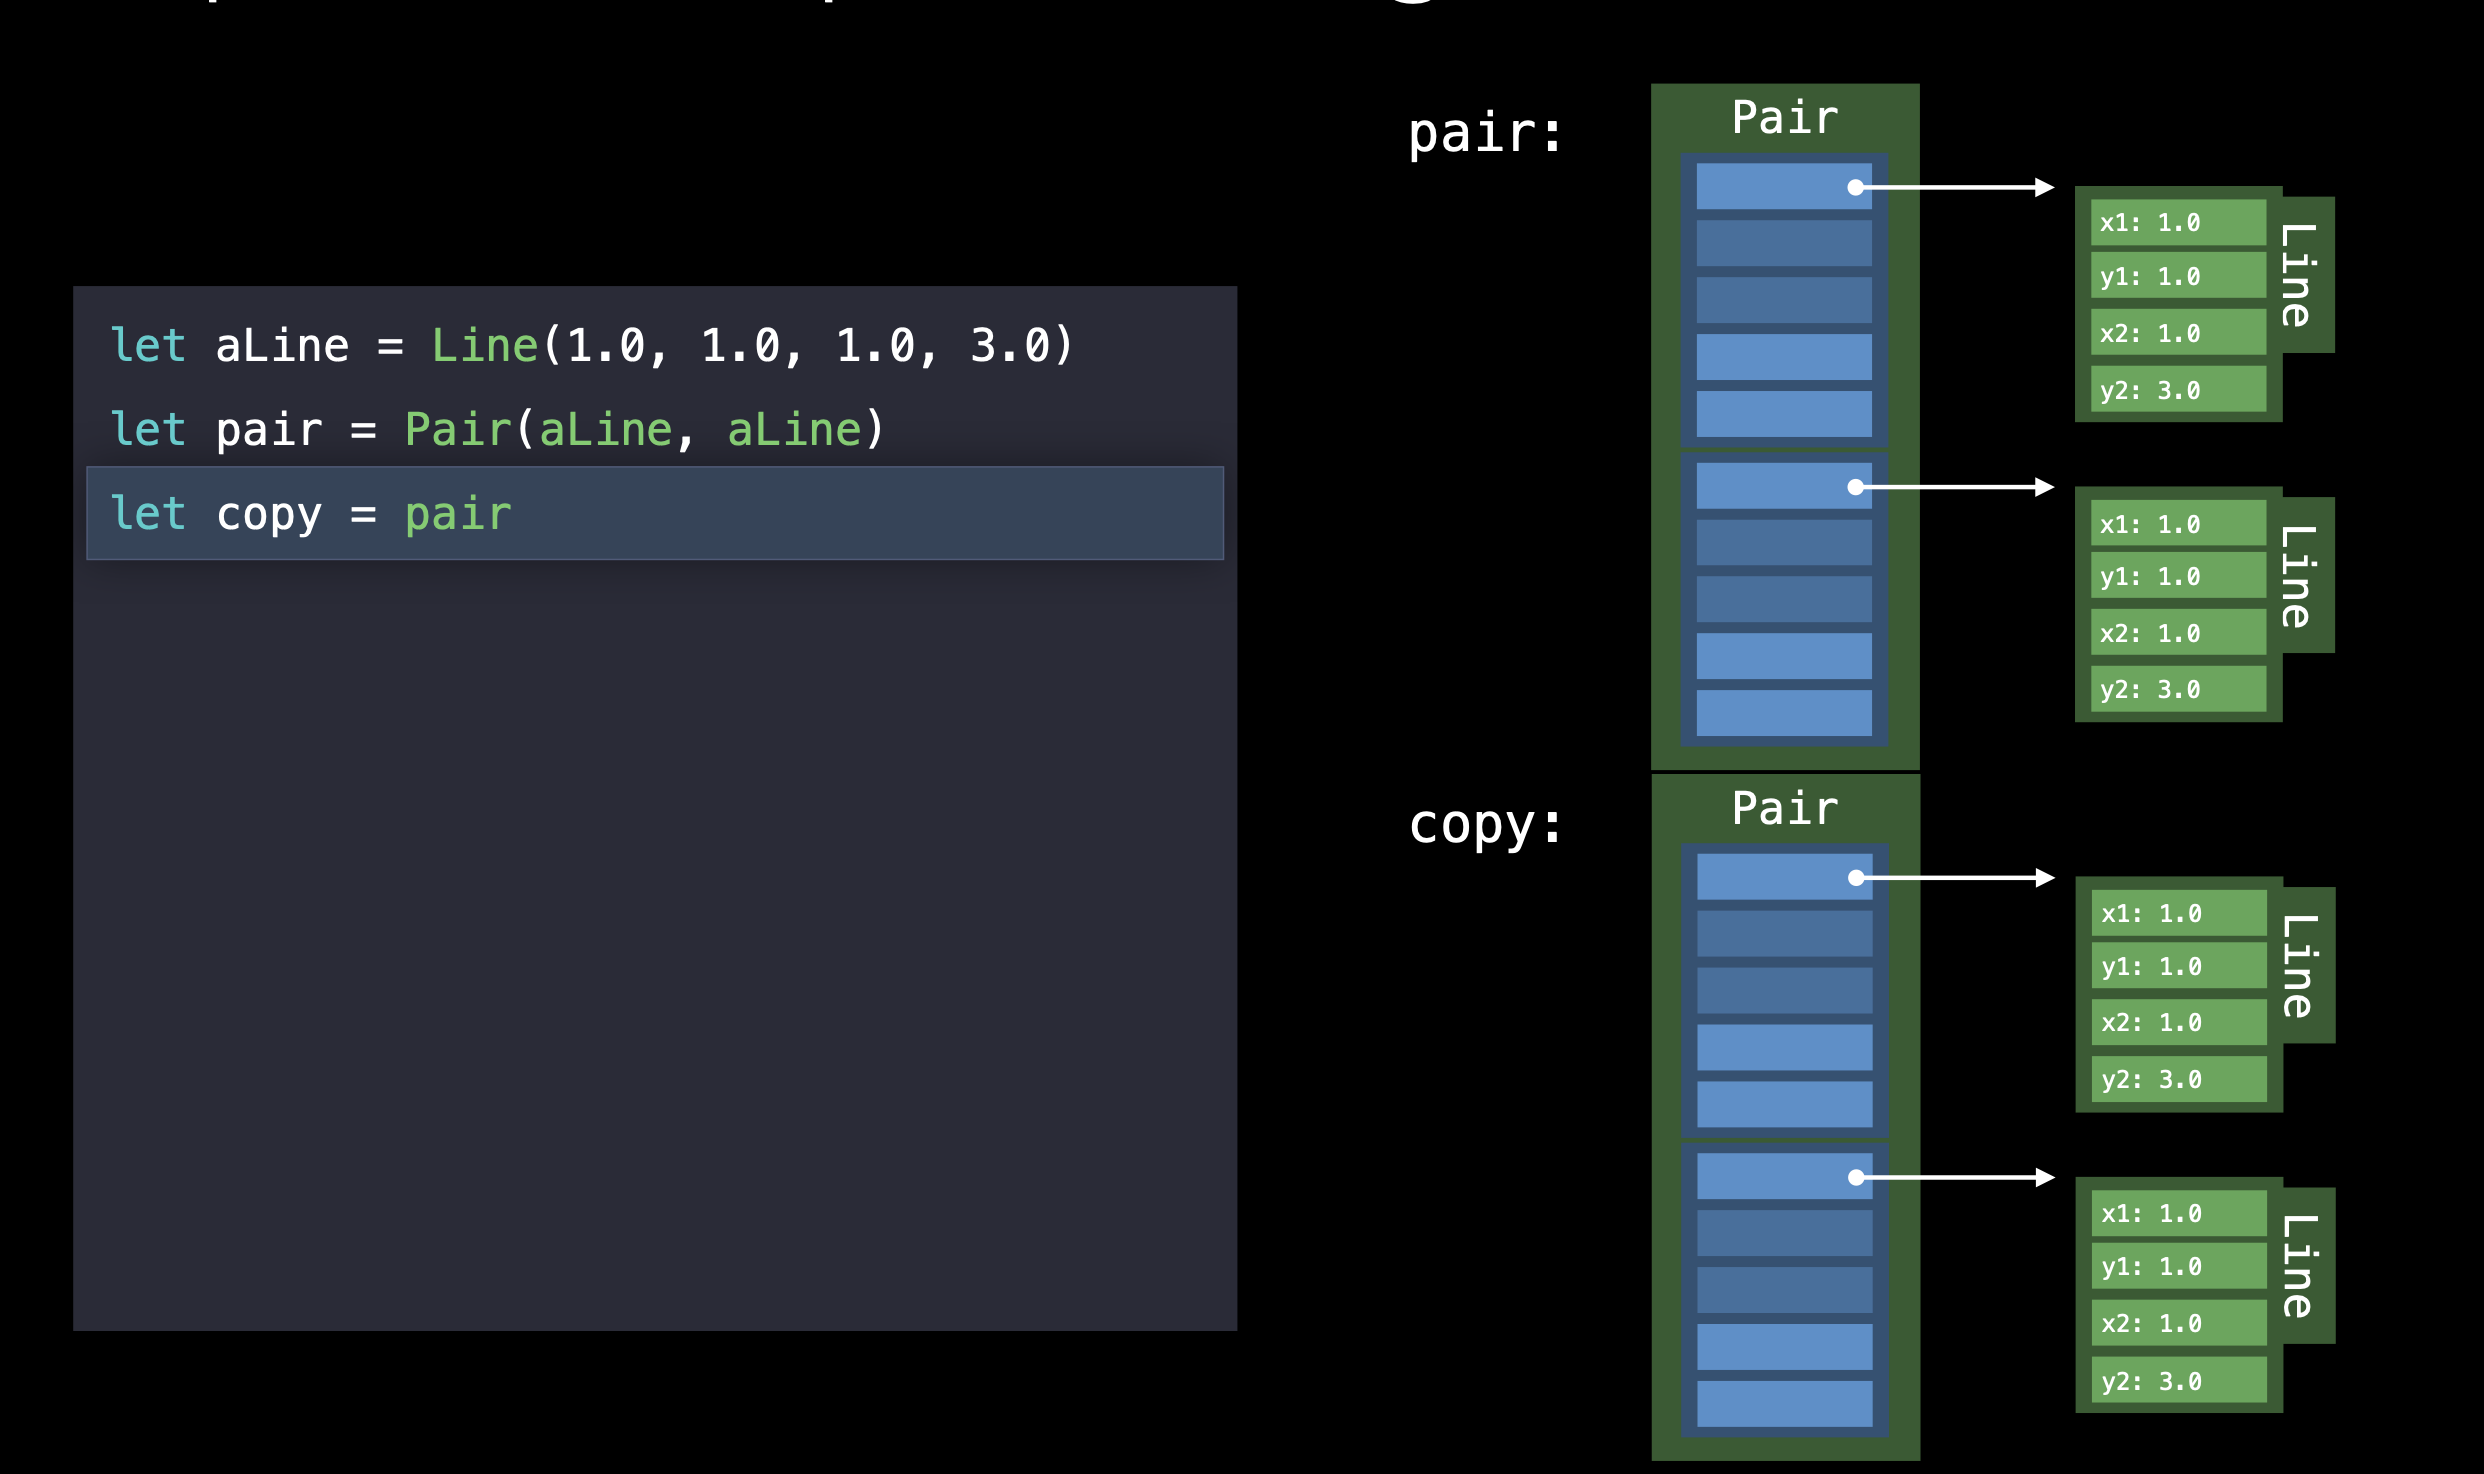 let aLine = Line(1.0, 1.0, 1.0, 3.0)
let pair = Pair(aLine, aLine)
let copy = pair
pair:
Pair
x1: 1.0
y1: 1.0
x2: 1.0
y2: 3.0
Line
x1: 1.0
y1: 1.0
x2: 1.0
y2: 3.0
Line
copy:
Pair
x1: 1.0
y1: 1.0
x2: 1.0
y2: 3.0
Line
x1: 1.0
y1: 1.0
x2: 1.0
y2: 3.0
Line